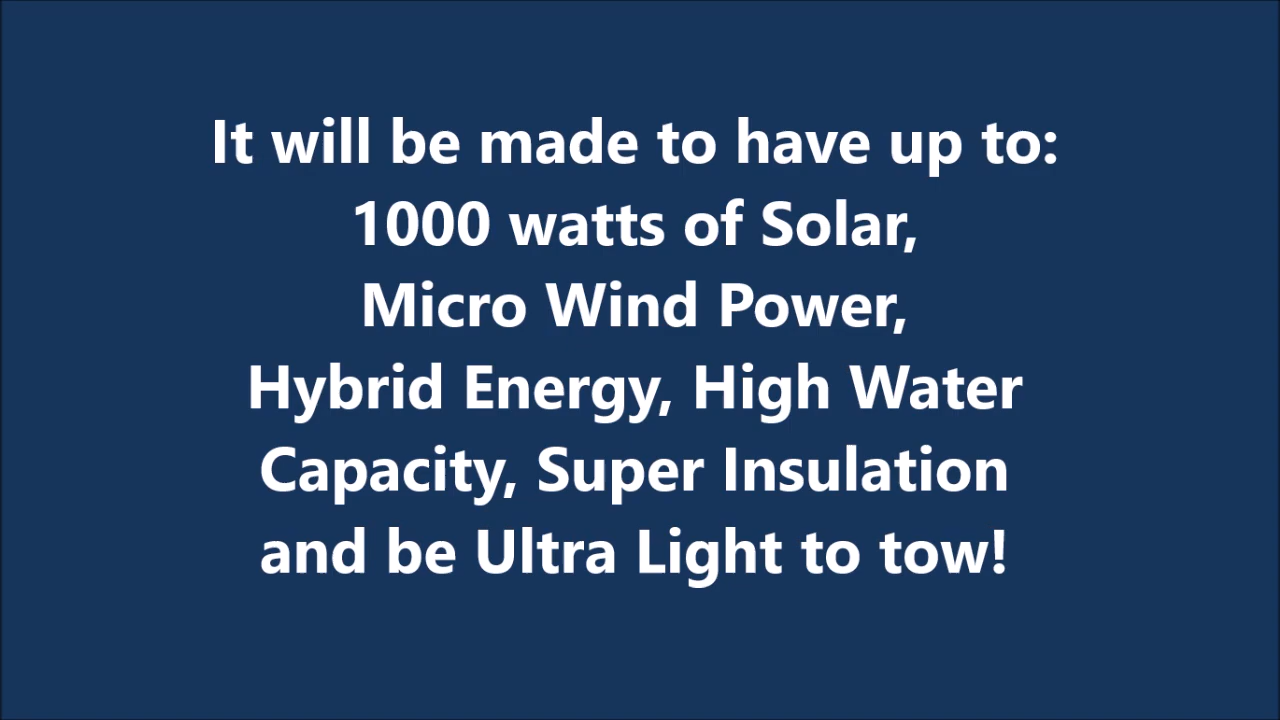 It will be made to have up to:
1000 watts of Solar,
Micro Wind Power,
Hybrid Energy, High Water
Capacity, Super Insulation
and be Ultra Light to tow!